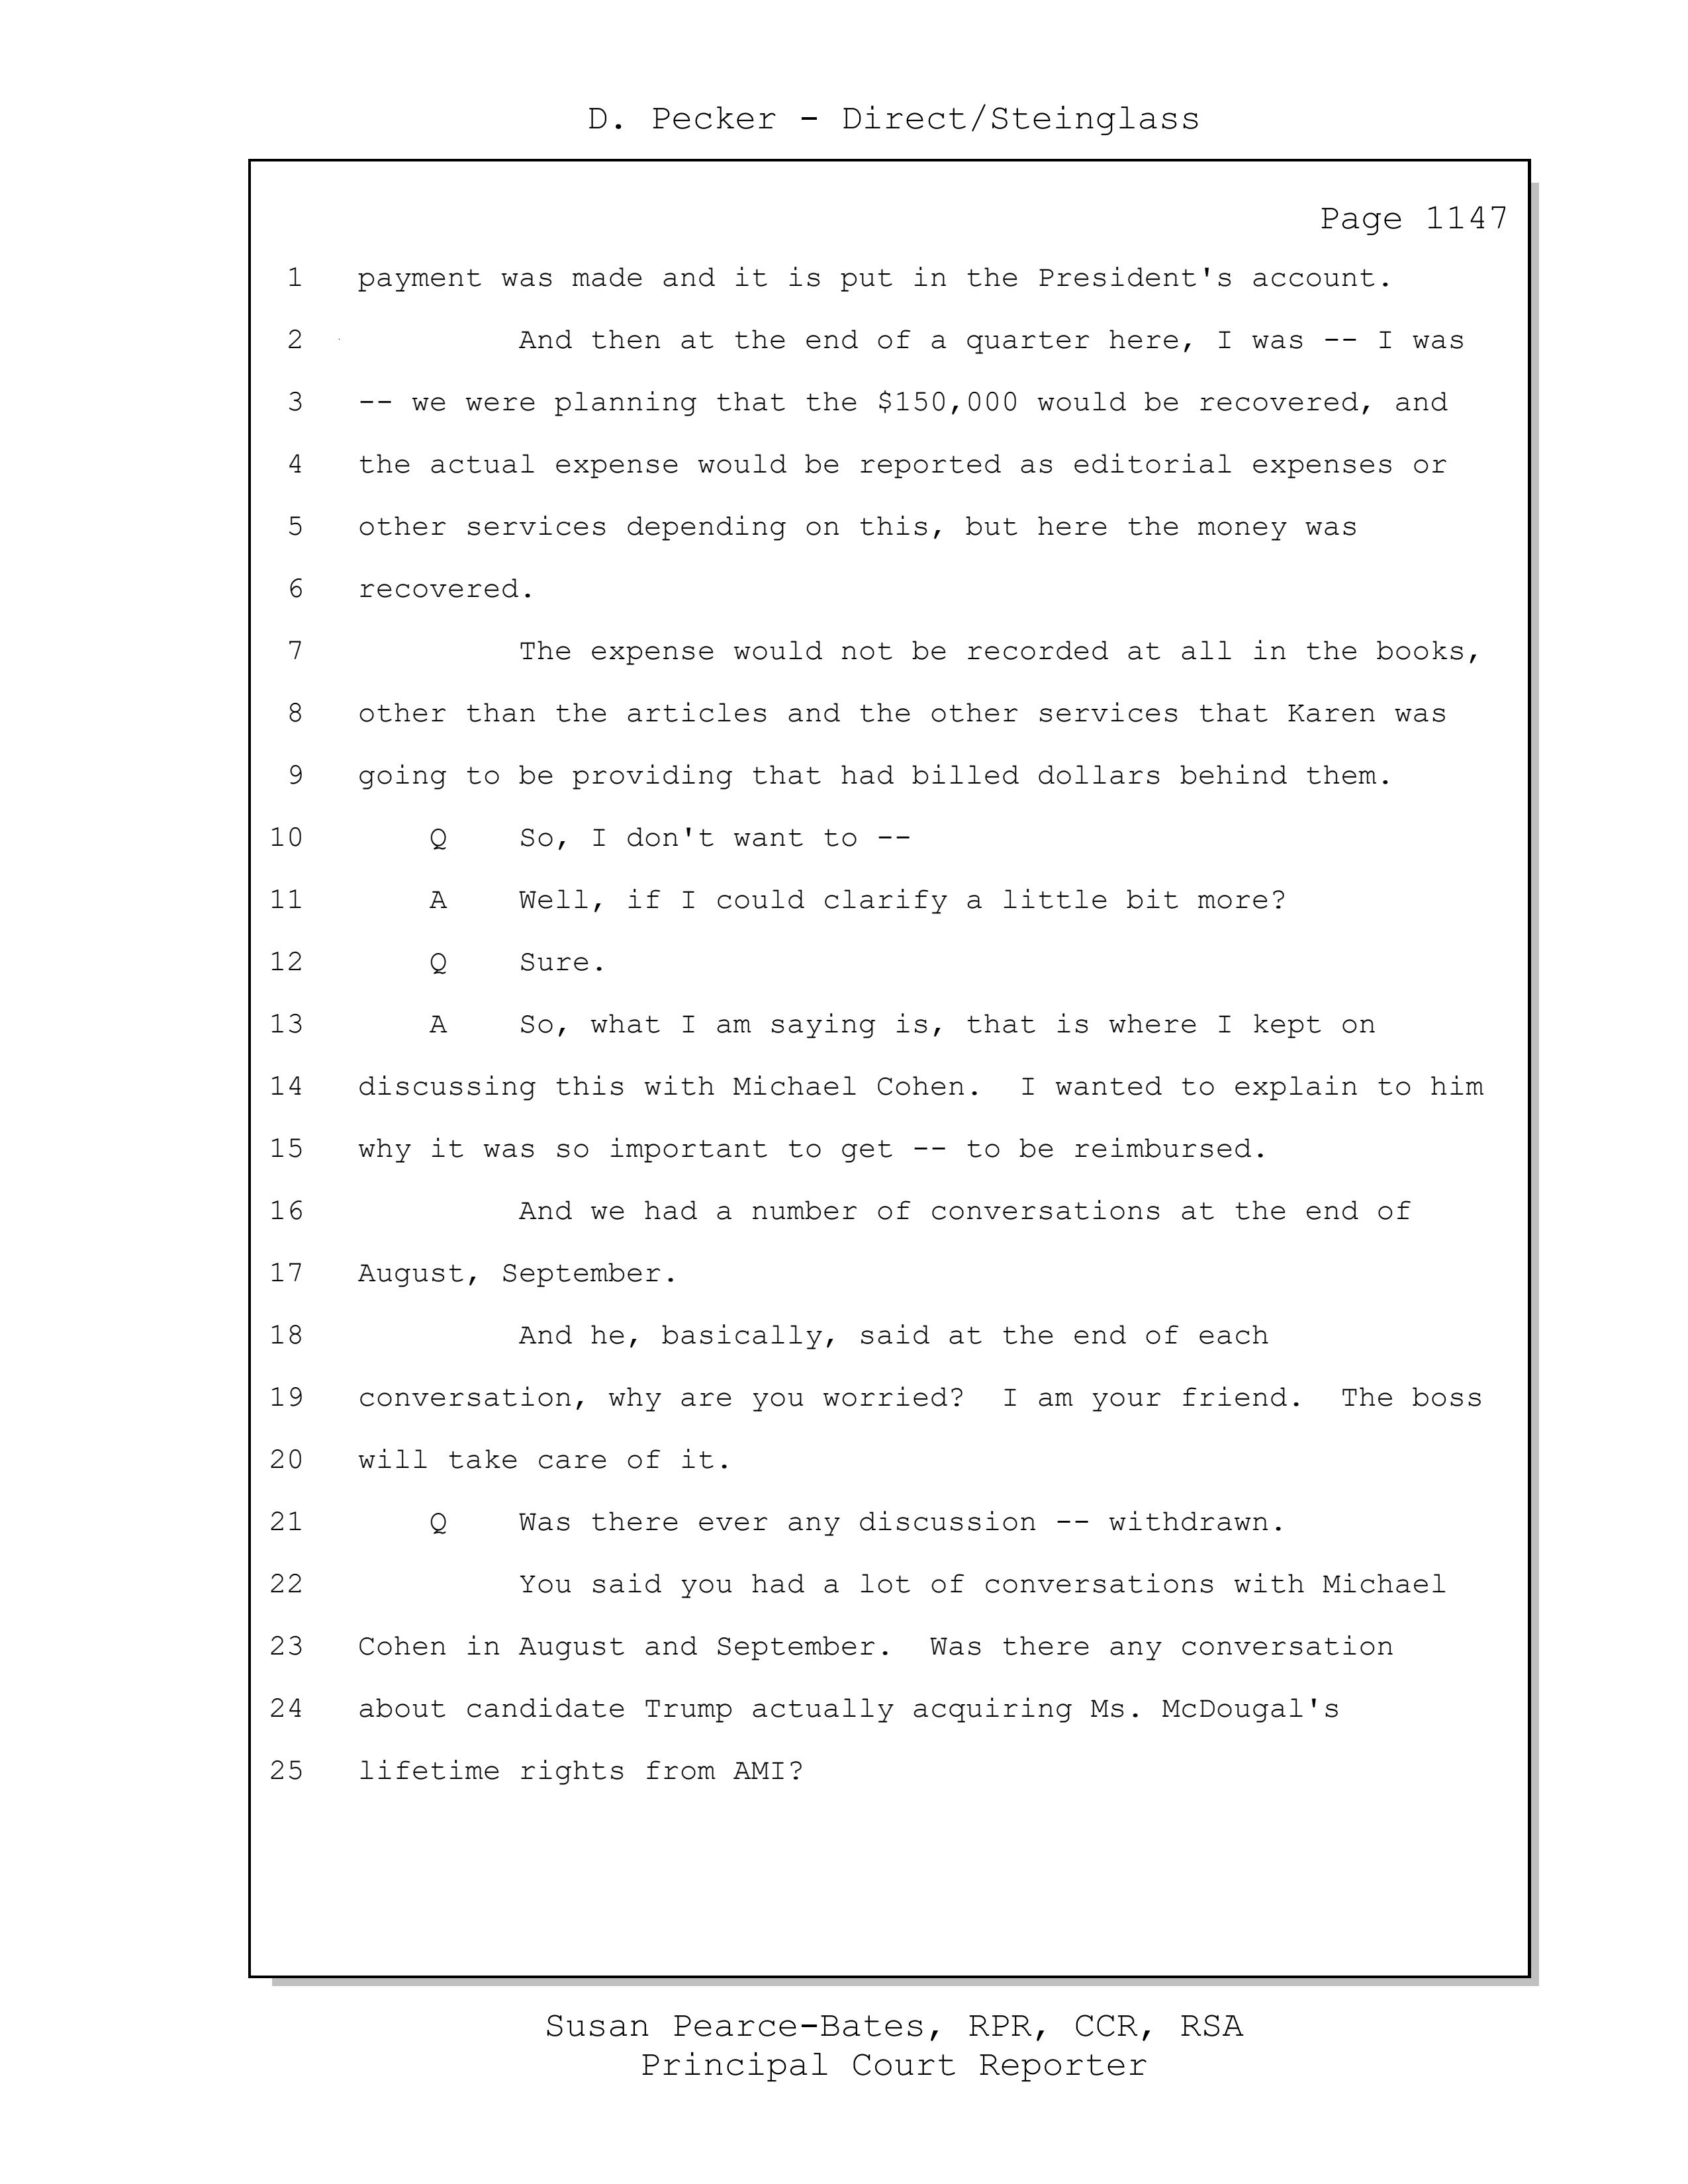 D. Pecker - Direct/Steinglass
Page 1147
1 payment was made and it is put in the President's account.
2 And then at the end of a quarter here, I was -- I was
3 -- we were planning that the $150,000 would be recovered, and
4 the actual expense would be reported as editorial expenses or
5 other services depending on this, but here the money was
6 recovered.
7 The expense would not be recorded at all in the books,
8 other than the articles and the other services that Karen was
9 going to be providing that had billed dollars behind them.
10 Q So, I don't want to --
11 A Well, if I could clarify a little bit more?
12 Q Sure.
13 A So, what I am saying is, that is where I kept on
14 discussing this with Michael Cohen. I wanted to explain to him
15 why it was so important to get -- to be reimbursed.
16 And we had a number of conversations at the end of
17 August, September.
18 And he, basically, said at the end of each
19 conversation, why are you worried? I am your friend. The boss
20 will take care of it.
21 Q Was there ever any discussion -- withdrawn.
22 You said you had a lot of conversations with Michael
23 Cohen in August and September. Was there any conversation
24 about candidate Trump actually acquiring Ms. McDougal's
25 lifetime rights from AMI?
Susan Pearce-Bates, RPR, CCR, RSA
Principal Court Reporter